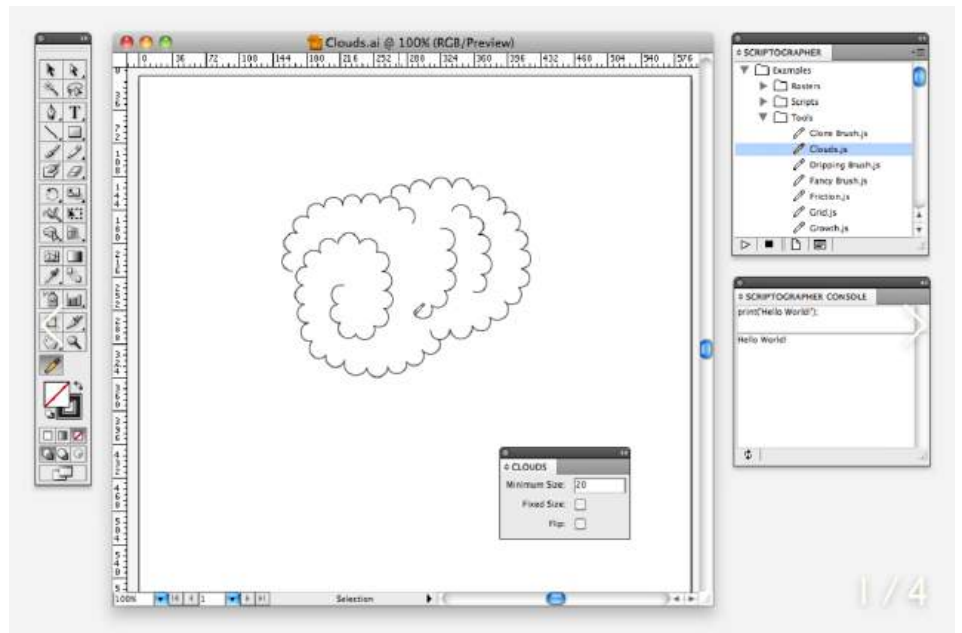 Clouds.ai @ 100% (RGB/Preview)
0 36 72 108 144 180 216 252 288 324 360 396 432 468 504 540 576
T
SCRIPTOGRAPHER
Examples
Rasters
Scripts
Tools
Clone Brush.js
Clouds.js
Dripping Brush.js
Fancy Brush.js
Friction.js
Grid.js
Growth.js
SCRIPTOGRAPHER CONSOLE
print("Hello World!");
Hello World!
CLOUDS
Minimum Size: 20
Fixed Size:
Flip:
100% 1 Selection
1/4